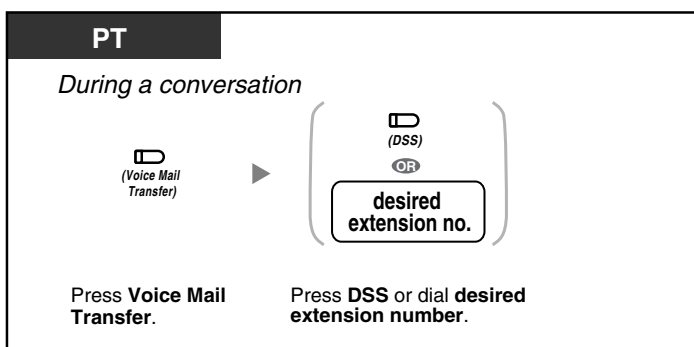 PT
During a conversation
(Voice Mail
Transfer)
(DSS)
OR
desired
extension no.
Press Voice Mail
Transfer.
Press DSS or dial desired
extension number.